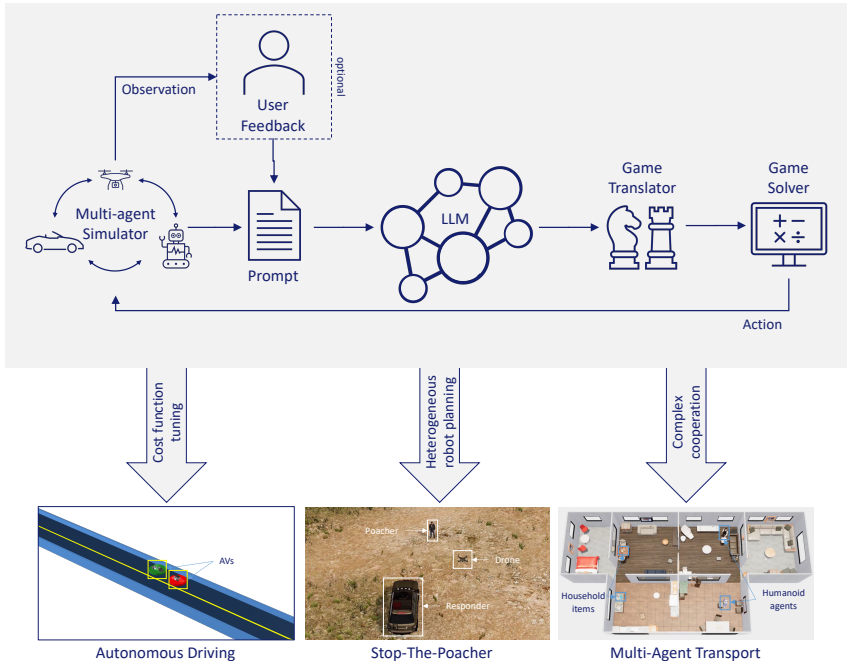 Observation
User
Feedback
optional
Multi-agent
Simulator
Prompt
LLM
Game
Translator
Game
Solver
Action
Cost function
tuning
Heterogeneous
robot planning
Complex
cooperation
AVs
Poacher
Drone
Responder
Household
items
Humanoid
agents
Autonomous Driving
Stop-The-Poacher
Multi-Agent Transport